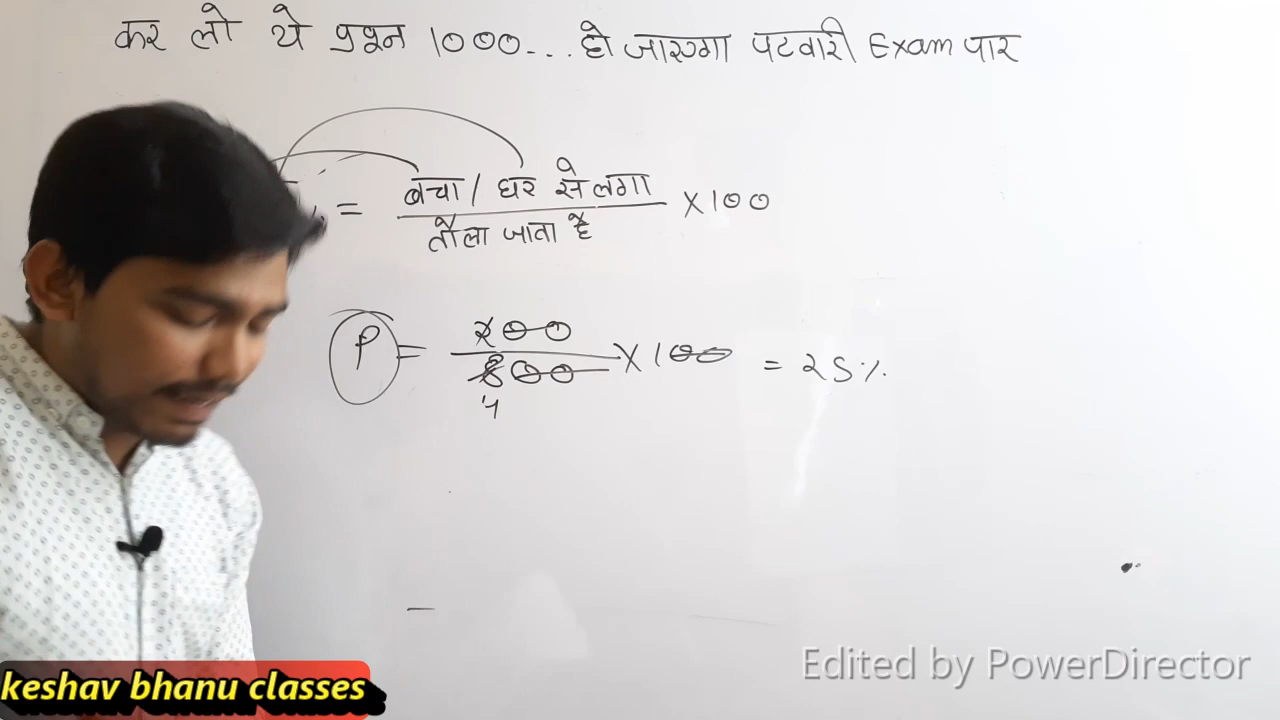 कर लो ये प्रश्न 1000... हो जाएगा पटवारी Exam पार
% = बचा / घर से लगा × 100
तौला जाता है
P = 200 × 100 = 25%
800
4
keshav bhanu classes
Edited by PowerDirector